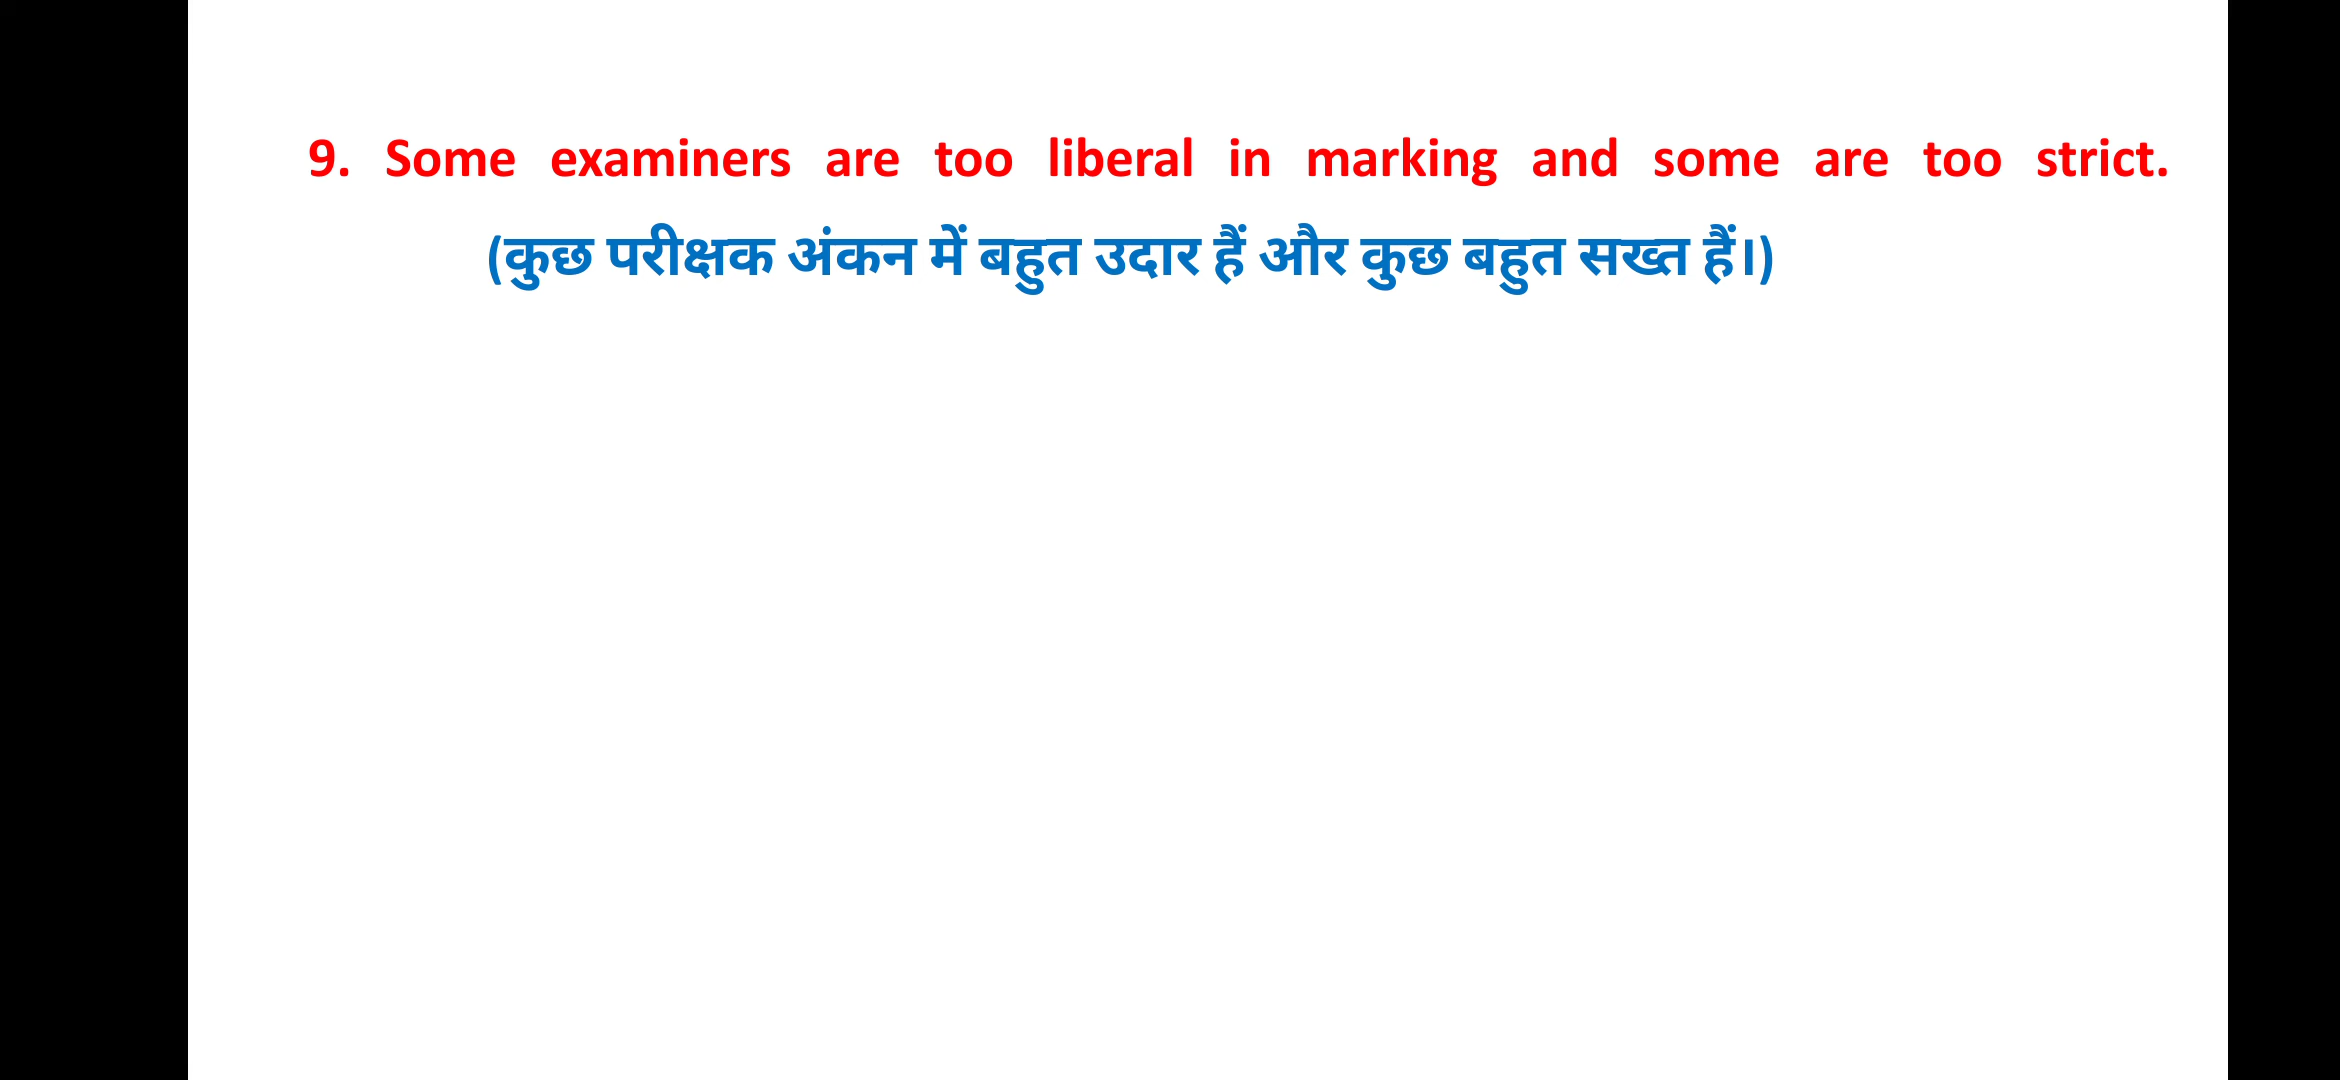 9. Some examiners are too liberal in marking and some are too strict.
(कुछ परीक्षक अंकन में बहुत उदार हैं और कुछ बहुत सख्त हैं।)